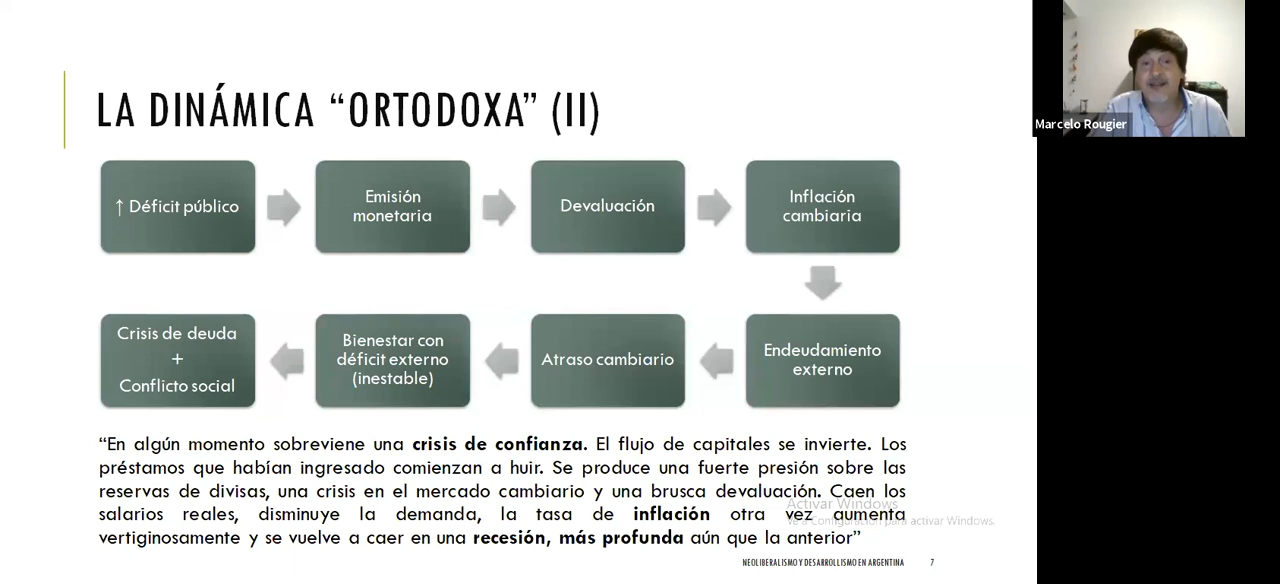 LA DINÁMICA “ORTODOXA” (II)
Marcelo Rougier
↑ Déficit público
Emisión
monetaria
Devaluación
Inflación
cambiaria
Crisis de deuda
+
Conflicto social
Bienestar con
déficit externo
(inestable)
Atraso cambiario
Endeudamiento
externo
“En algún momento sobreviene una crisis de confianza. El flujo de capitales se invierte. Los
préstamos que habían ingresado comienzan a huir. Se produce una fuerte presión sobre las
reservas de divisas, una crisis en el mercado cambiario y una brusca devaluación. Caen los
salarios reales, disminuye la demanda, la tasa de inflación otra vez aumenta
vertiginosamente y se vuelve a caer en una recesión, más profunda aún que la anterior”
Activar Windows
Ve a Configuración para activar Windows.
NEOLIBERALISMO Y DESARROLLISMO EN ARGENTINA 7